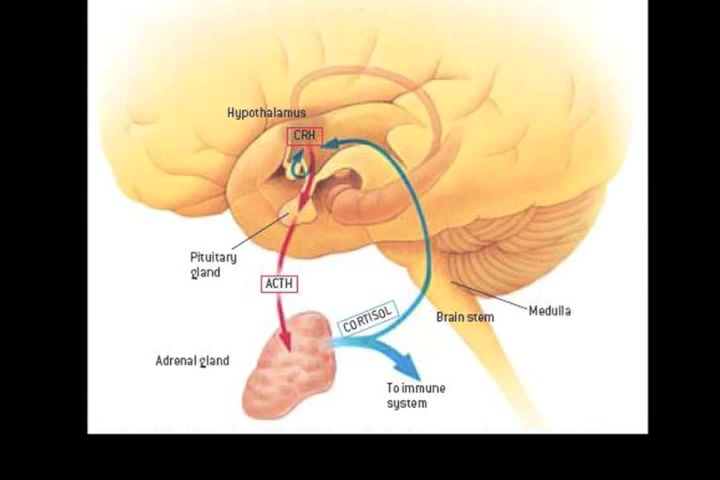 Hypothalamus
CRH
Pituitary
gland
ACTH
CORTISOL
Brain stem
Medulla
Adrenal gland
To immune
system